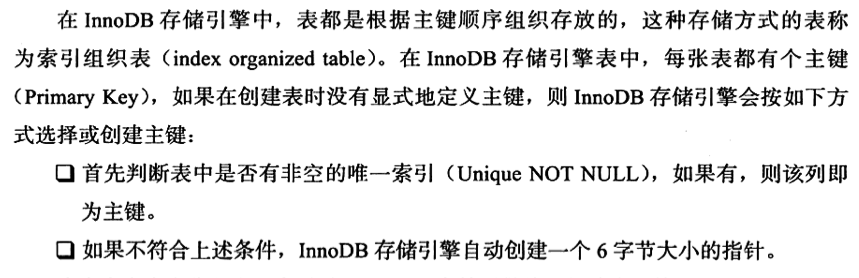 在 InnoDB 存储引擎中，表都是根据主键顺序组织存放的，这种存储方式的表称
为索引组织表（index organized table）。在 InnoDB 存储引擎表中，每张表都有个主键
（Primary Key），如果在创建表时没有显式地定义主键，则 InnoDB 存储引擎会按如下方
式选择或创建主键：
❑ 首先判断表中是否有非空的唯一索引（Unique NOT NULL），如果有，则该列即
为主键。
❑ 如果不符合上述条件，InnoDB 存储引擎自动创建一个 6 字节大小的指针。